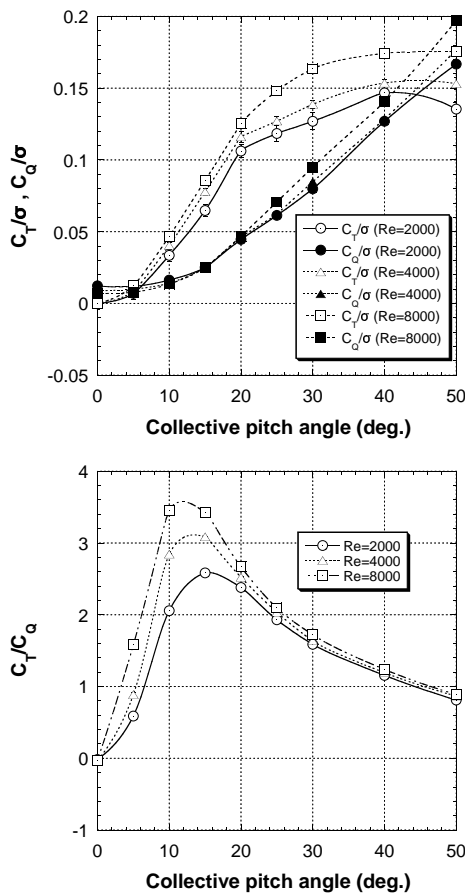 0.20
0.15
0.10
0.05
0
-0.05
C_T/σ , C_Q/σ
C_T/σ (Re=2000)
C_Q/σ (Re=2000)
C_T/σ (Re=4000)
C_Q/σ (Re=4000)
C_T/σ (Re=8000)
C_Q/σ (Re=8000)
0 10 20 30 40 50
Collective pitch angle (deg.)
4
3
2
1
0
-1
C_T/C_Q
Re=2000
Re=4000
Re=8000
0 10 20 30 40 50
Collective pitch angle (deg.)